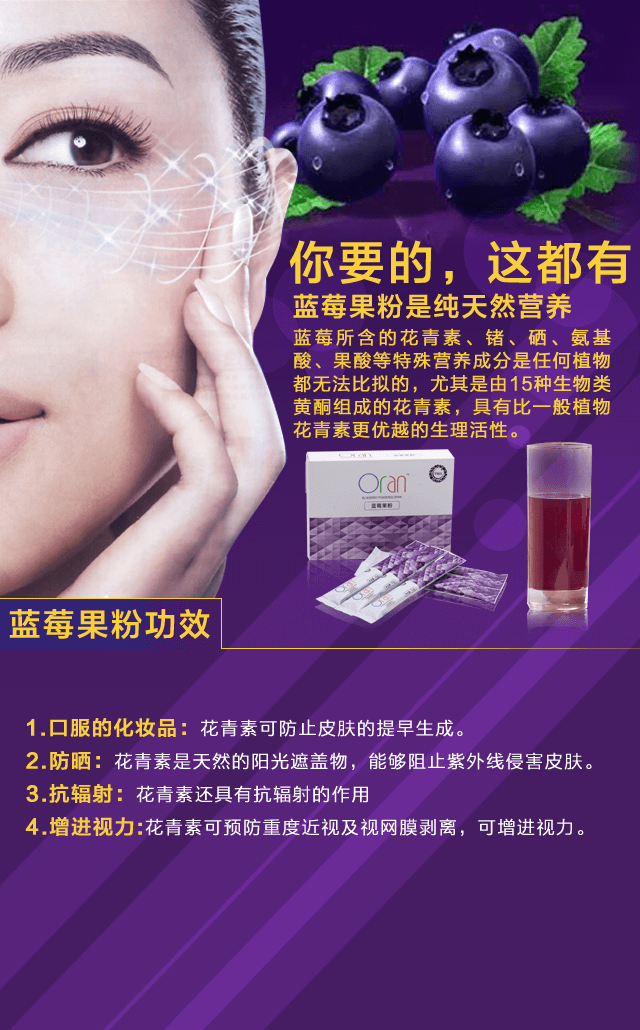 你要的，这都有
蓝莓果粉是纯天然营养
蓝莓所含的花青素、锗、硒、氨基
酸、果酸等特殊营养成分是任何植物
都无法比拟的，尤其是由15种生物类
黄酮组成的花青素，具有比一般植物
花青素更优越的生理活性。
Oran
蓝莓果粉
蓝莓果粉功效
1.口服的化妆品：花青素可防止皮肤的提早生成。
2.防晒：花青素是天然的阳光遮盖物，能够阻止紫外线侵害皮肤。
3.抗辐射：花青素还具有抗辐射的作用
4.增进视力:花青素可预防重度近视及视网膜剥离，可增进视力。